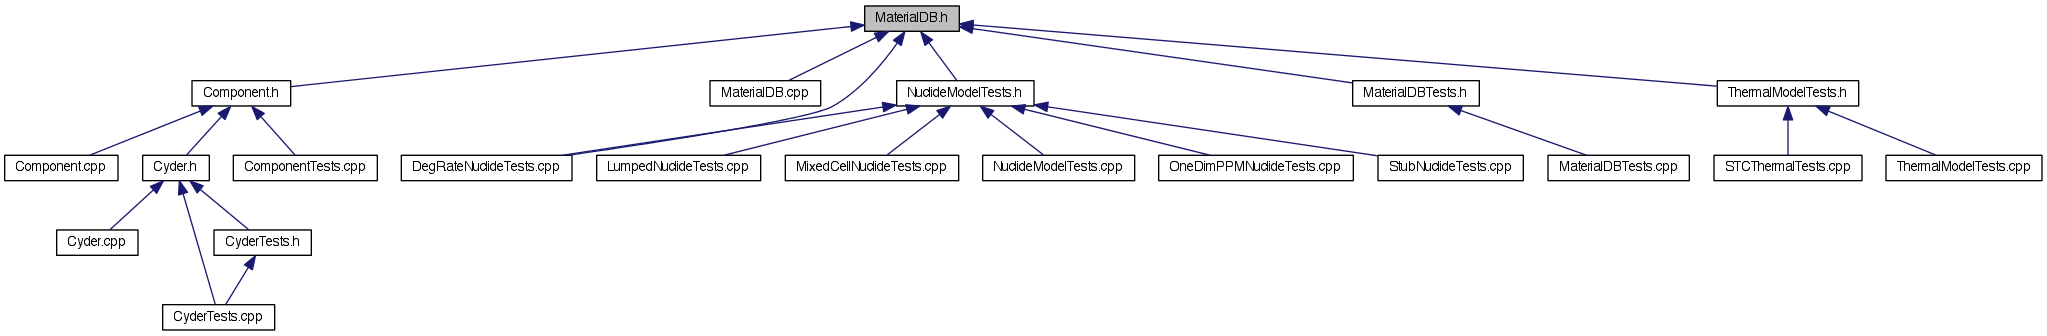 MaterialDB.h
Component.h
MaterialDB.cpp
NuclideModelTests.h
MaterialDBTests.h
ThermalModelTests.h
Component.cpp
Cyder.h
ComponentTests.cpp
DegRateNuclideTests.cpp
LumpedNuclideTests.cpp
MixedCellNuclideTests.cpp
NuclideModelTests.cpp
OneDimPPMNuclideTests.cpp
StubNuclideTests.cpp
MaterialDBTests.cpp
STCThermalTests.cpp
ThermalModelTests.cpp
Cyder.cpp
CyderTests.h
CyderTests.cpp